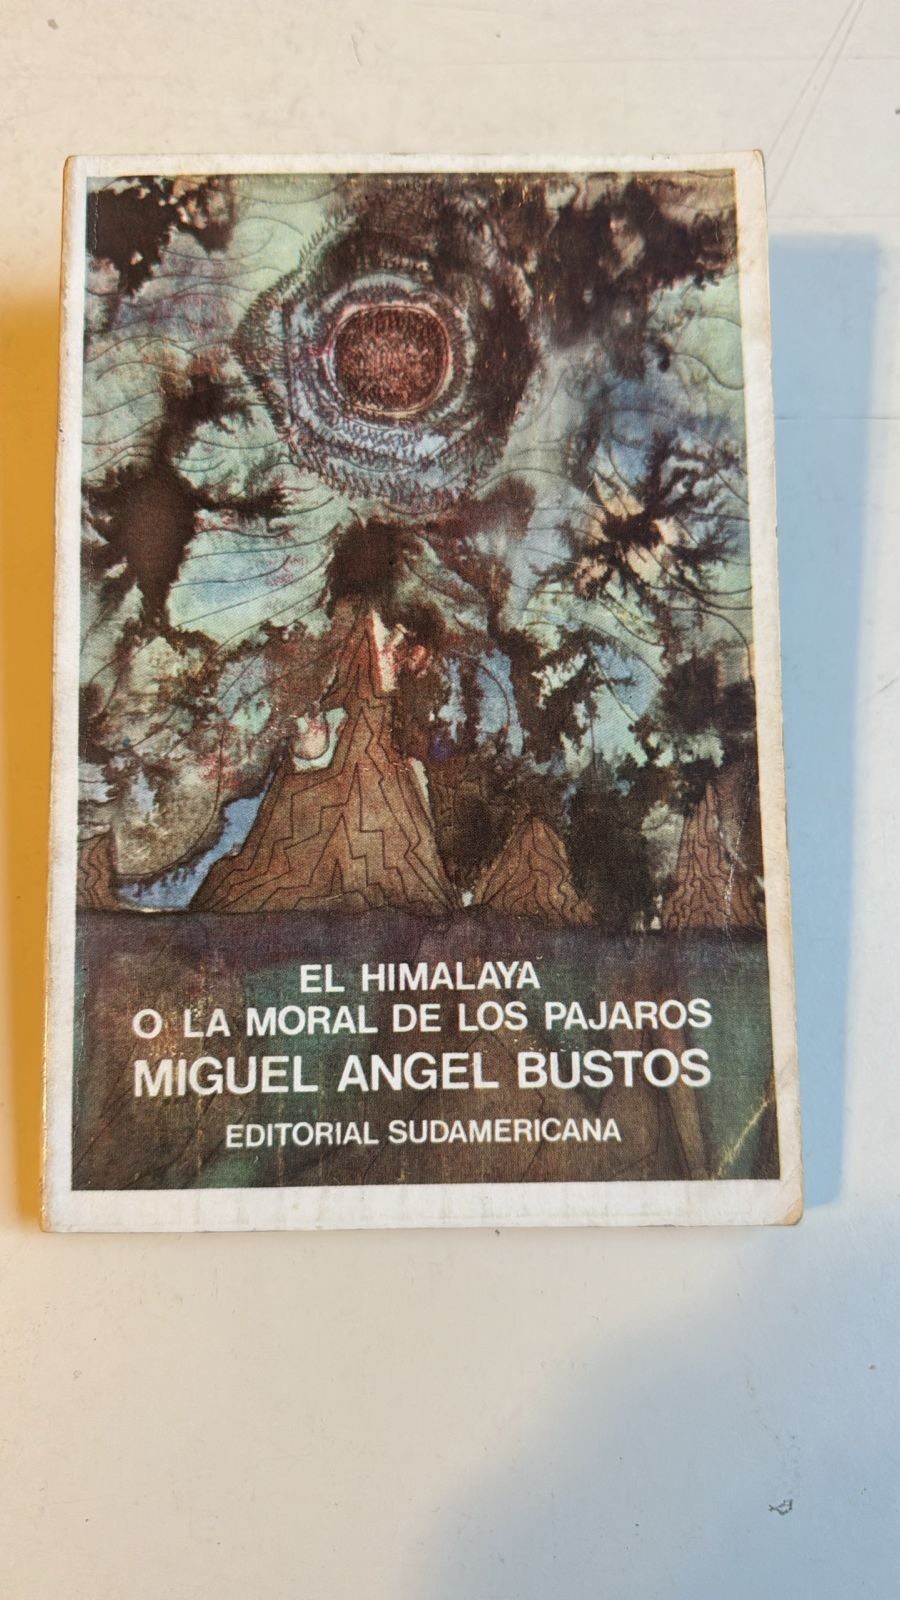 EL HIMALAYA
O LA MORAL DE LOS PAJAROS
MIGUEL ANGEL BUSTOS
EDITORIAL SUDAMERICANA